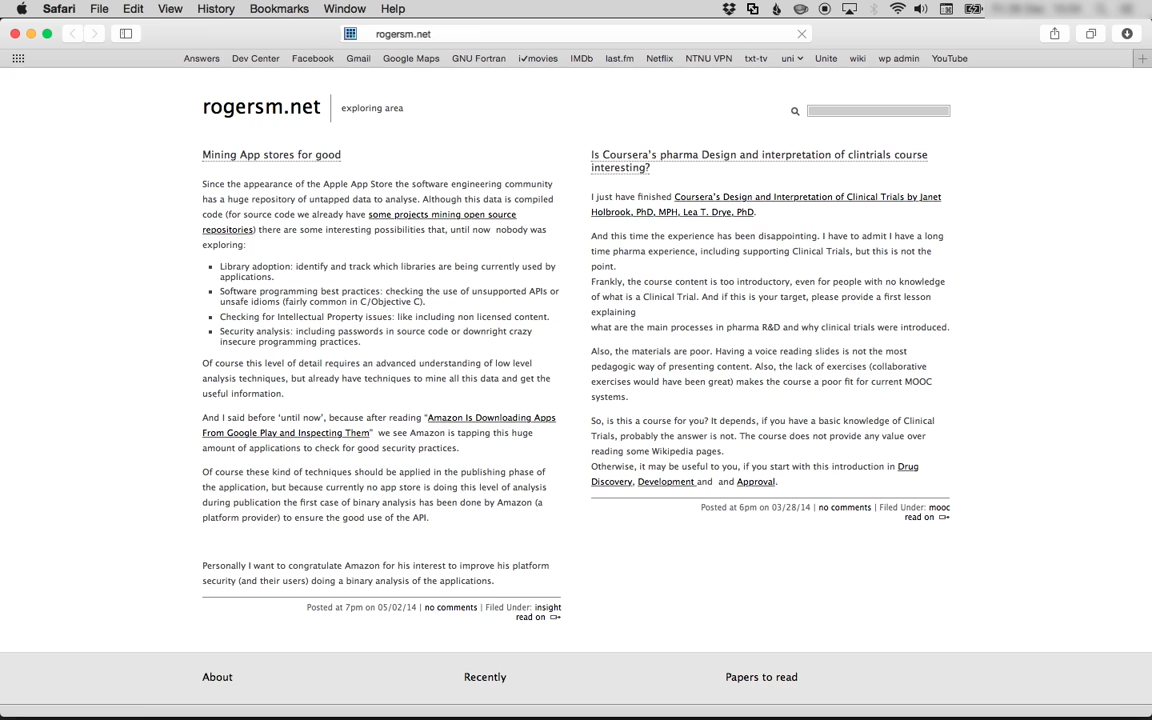 Safari File Edit View History Bookmarks Window Help
rogersm.net
Answers Dev Center Facebook Gmail Google Maps GNU Fortran i✓movies IMDb last.fm Netflix NTNU VPN txt-tv uni Unite wiki wp admin YouTube
rogersm.net exploring area
Mining App stores for good
Since the appearance of the Apple App Store the software engineering community
has a huge repository of untapped data to analyse. Although this data is compiled
code (for source code we already have some projects mining open source
repositories) there are some interesting possibilities that, until now nobody was
exploring:
Library adoption: identify and track which libraries are being currently used by
applications.
Software programming best practices: checking the use of unsupported APIs or
unsafe idioms (fairly common in C/Objective C).
Checking for Intellectual Property issues: like including non licensed content.
Security analysis: including passwords in source code or downright crazy
insecure programming practices.
Of course this level of detail requires an advanced understanding of low level
analysis techniques, but already have techniques to mine all this data and get the
useful information.
And I said before ‘until now’, because after reading “Amazon Is Downloading Apps
From Google Play and Inspecting Them” we see Amazon is tapping this huge
amount of applications to check for good security practices.
Of course these kind of techniques should be applied in the publishing phase of
the application, but because currently no app store is doing this level of analysis
during publication the first case of binary analysis has been done by Amazon (a
platform provider) to ensure the good use of the API.
Personally I want to congratulate Amazon for his interest to improve his platform
security (and their users) doing a binary analysis of the applications.
Posted at 7pm on 05/02/14 | no comments | Filed Under: insight
read on
Is Coursera’s pharma Design and interpretation of clintrials course
interesting?
I just have finished Coursera’s Design and Interpretation of Clinical Trials by Janet
Holbrook, PhD, MPH, Lea T. Drye, PhD.
And this time the experience has been disappointing. I have to admit I have a long
time pharma experience, including supporting Clinical Trials, but this is not the
point.
Frankly, the course content is too introductory, even for people with no knowledge
of what is a Clinical Trial. And if this is your target, please provide a first lesson
explaining
what are the main processes in pharma R&D and why clinical trials were introduced.
Also, the materials are poor. Having a voice reading slides is not the most
pedagogic way of presenting content. Also, the lack of exercises (collaborative
exercises would have been great) makes the course a poor fit for current MOOC
systems.
So, is this a course for you? It depends, if you have a basic knowledge of Clinical
Trials, probably the answer is not. The course does not provide any value over
reading some Wikipedia pages.
Otherwise, it may be useful to you, if you start with this introduction in Drug
Discovery, Development and and Approval.
Posted at 6pm on 03/28/14 | no comments | Filed Under: mooc
read on
About Recently Papers to read